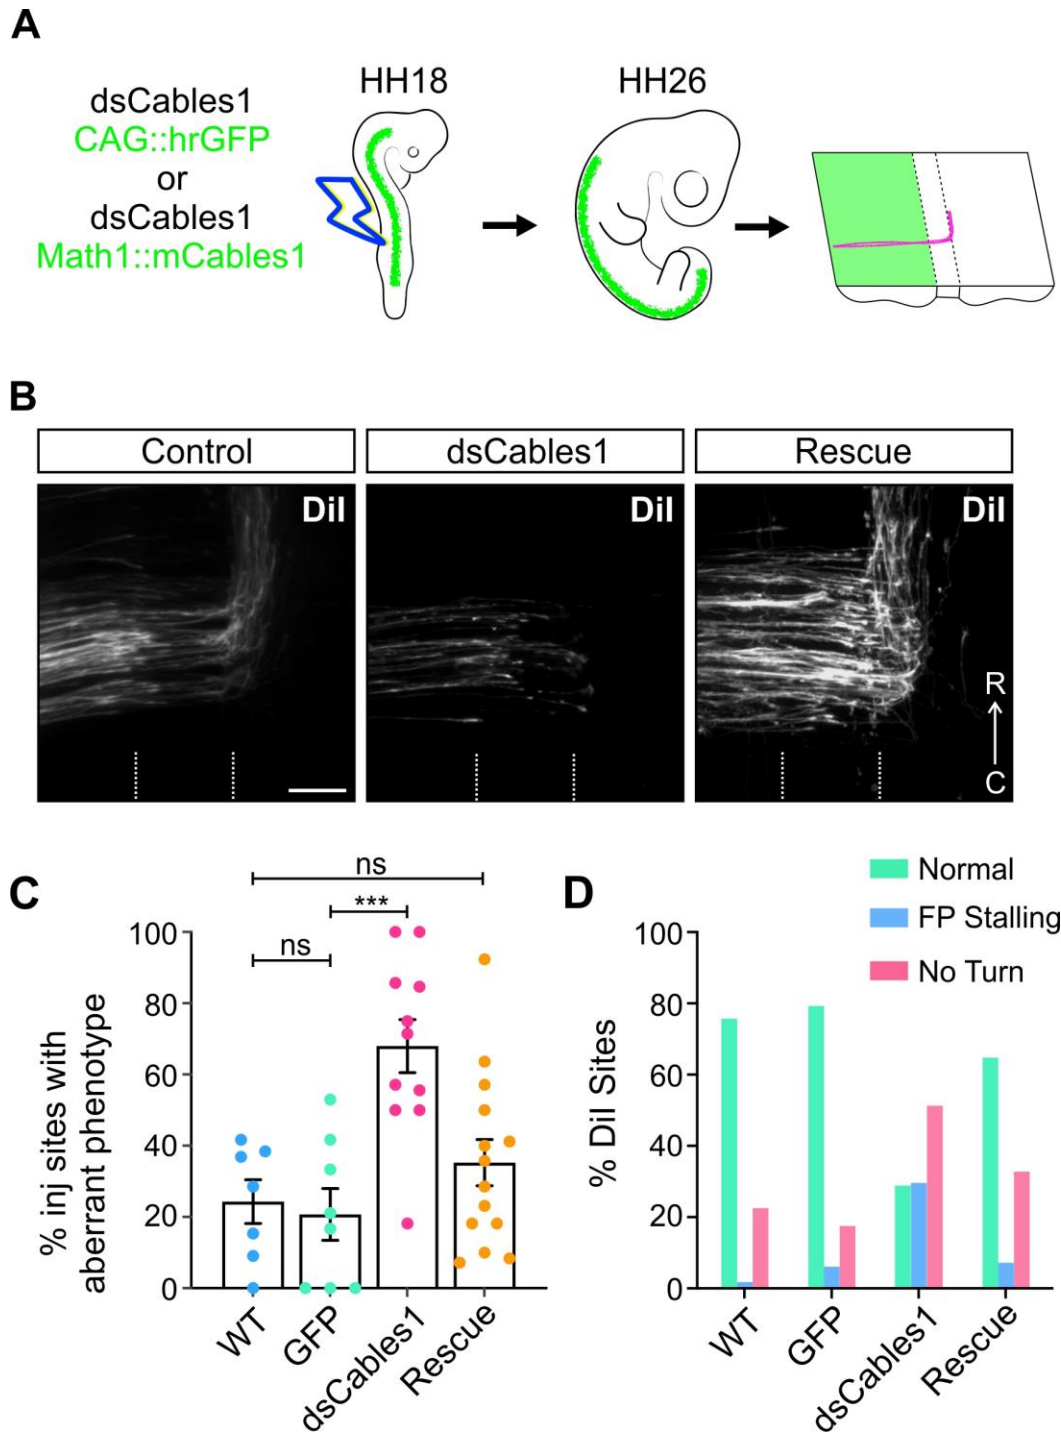 A
dsCables1
CAG::hrGFP
or
dsCables1
Math1::mCables1
HH18
HH26
B
Control
dsCables1
Rescue
DiI
DiI
DiI
R
C
C
ns
***
ns
% inj sites with
aberrant phenotype
100
80
60
40
20
0
WT
GFP
dsCables1
Rescue
D
Normal
FP Stalling
No Turn
% DiI Sites
100
80
60
40
20
0
WT
GFP
dsCables1
Rescue